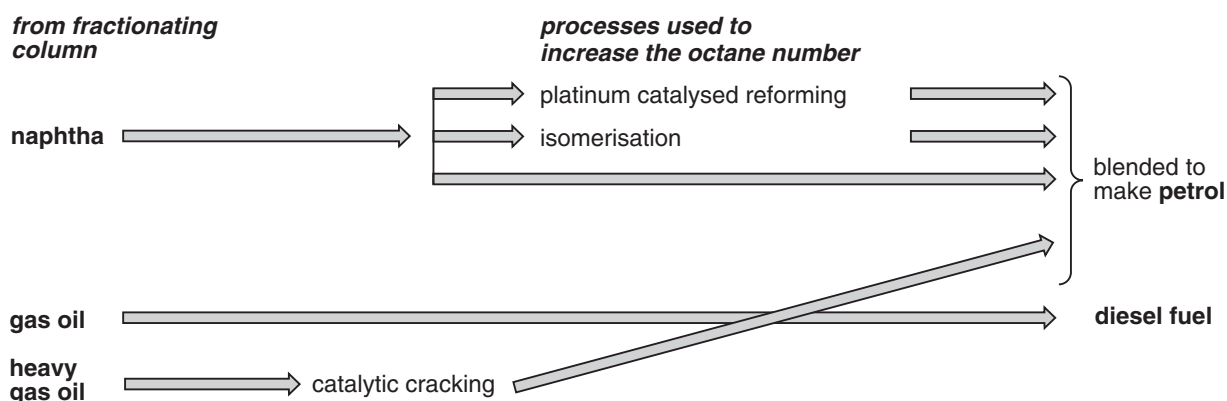 from fractionating
column
processes used to
increase the octane number
platinum catalysed reforming
naphtha
isomerisation
blended to
make petrol
gas oil
diesel fuel
heavy
gas oil
catalytic cracking